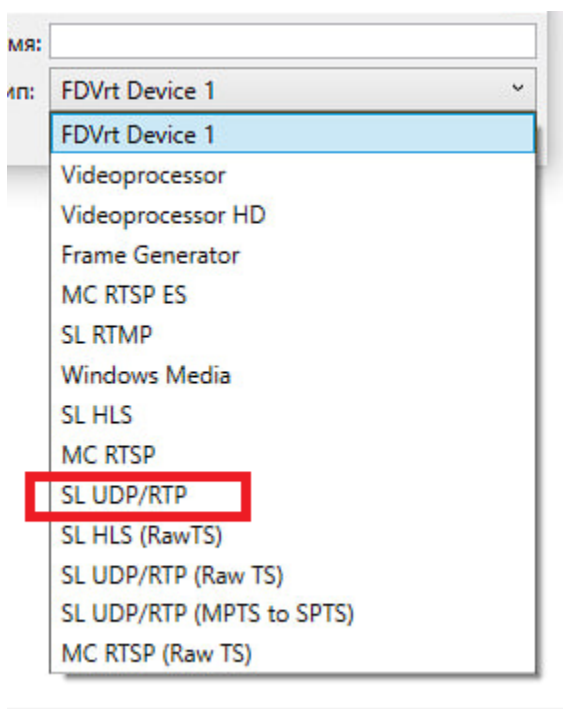 мя:
ип: FDVrt Device 1
FDVrt Device 1
Videoprocessor
Videoprocessor HD
Frame Generator
MC RTSP ES
SL RTMP
Windows Media
SL HLS
MC RTSP
SL UDP/RTP
SL HLS (RawTS)
SL UDP/RTP (Raw TS)
SL UDP/RTP (MPTS to SPTS)
MC RTSP (Raw TS)